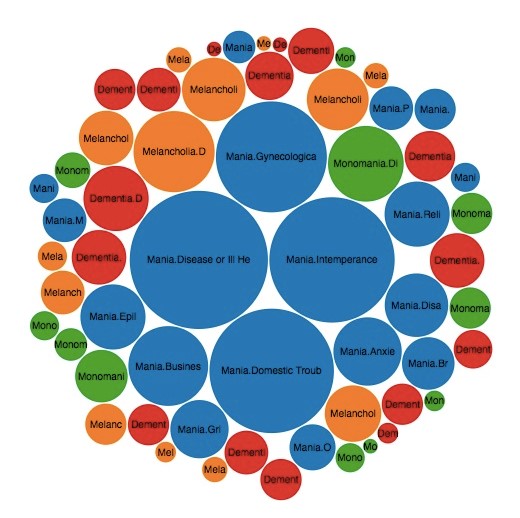 De
Mania
Me
De
Dementi
Mon
Mela
Dementia
Mela
Dement
Dementi
Melancholi
Melancholi
Mania.P
Mania.
Melanchol
Melancholia.D
Mania.Gynecologica
Monomania.Di
Dementia
Monom
Mani
Mani
Dementia.D
Mania.M
Mania.Reli
Monoma
Mela
Dementia.
Mania.Disease or Ill He
Mania.Intemperance
Dementia.
Melanch
Mania.Epil
Mania.Disa
Monoma
Mono
Monom
Mania.Anxie
Dement
Monomani
Mania.Busines
Mania.Domestic Troub
Mania.Br
Melanc
Dement
Mania.Gri
Melanchol
Dement
Mon
Dem
Mel
Dementi
Mania.O
Mo
Mono
Mela
Dement